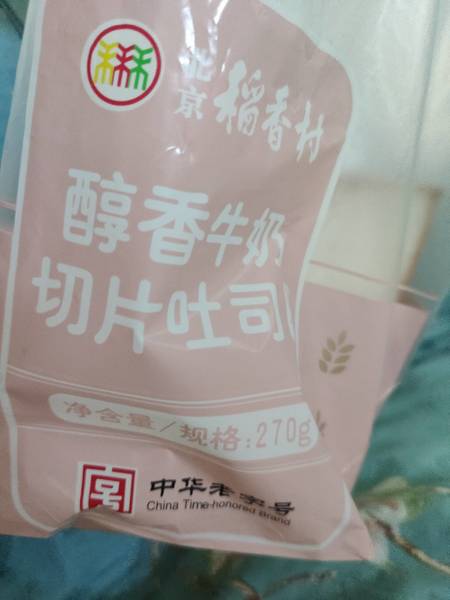 北京稻香村
醇香牛奶
切片吐司
净含量/规格:270g
中华老字号
China Time-honored Brand